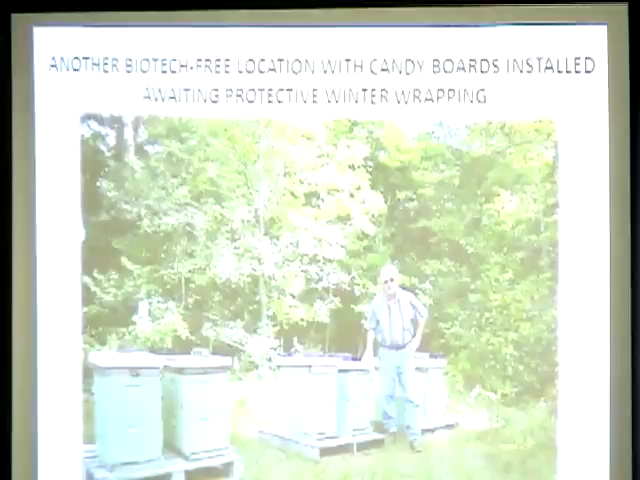 ANOTHER BIOTECH-FREE LOCATION WITH CANDY BOARDS INSTALLED
AWAITING PROTECTIVE WINTER WRAPPING